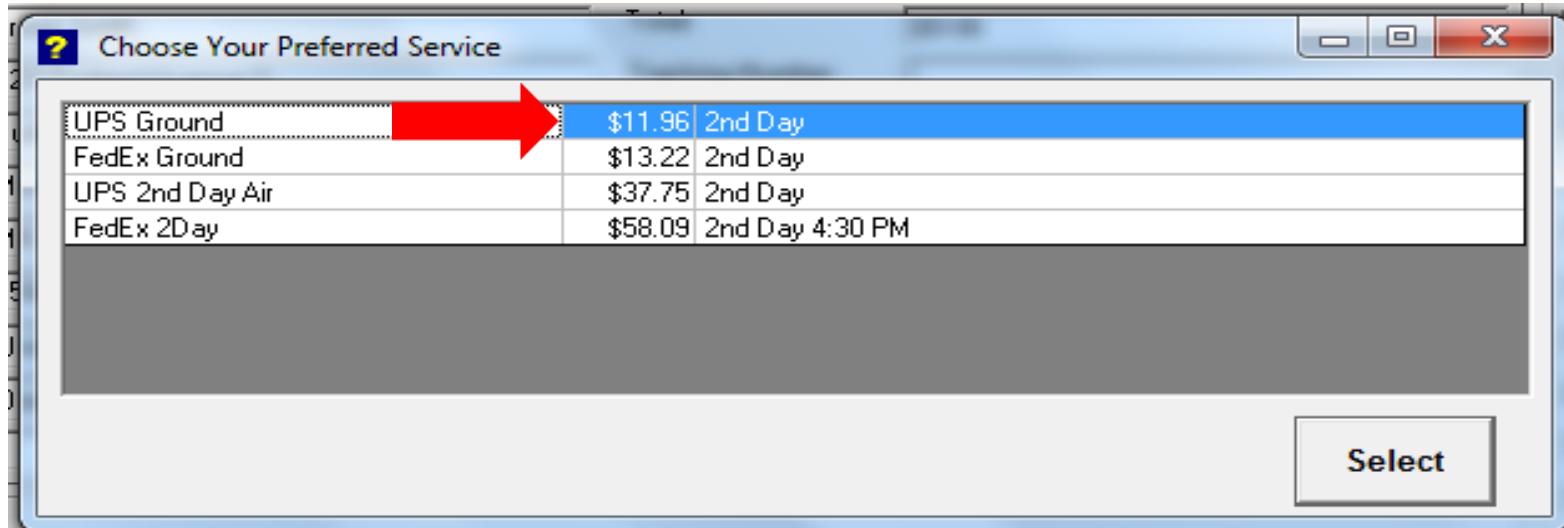 ? Choose Your Preferred Service
UPS Ground $11.96 2nd Day
FedEx Ground $13.22 2nd Day
UPS 2nd Day Air $37.75 2nd Day
FedEx 2Day $58.09 2nd Day 4:30 PM
Select